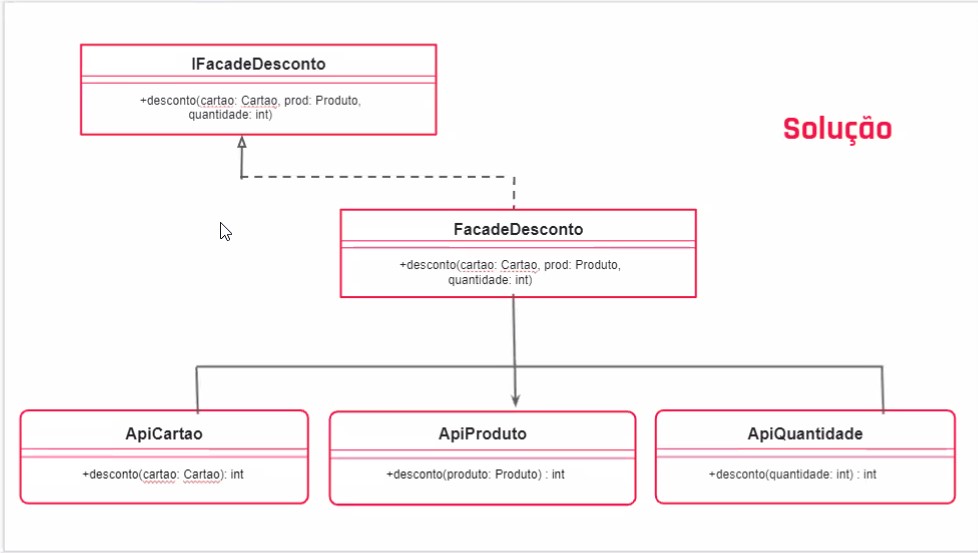 IFacadeDesconto
+desconto(cartao: Cartao, prod: Produto,
quantidade: int)
Solução
FacadeDesconto
+desconto(cartao: Cartao, prod: Produto,
quantidade: int)
ApiCartao
+desconto(cartao: Cartao): int
ApiProduto
+desconto(produto: Produto) : int
ApiQuantidade
+desconto(quantidade: int) : int